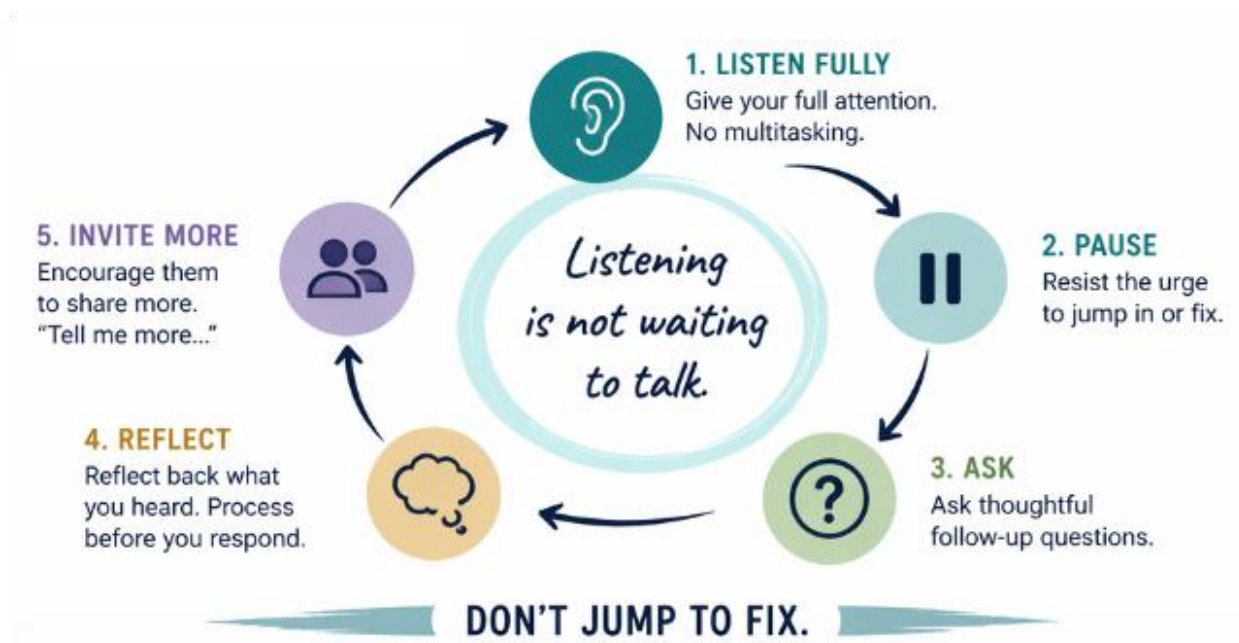 1. LISTEN FULLY
Give your full attention.
No multitasking.
2. PAUSE
Resist the urge
to jump in or fix.
3. ASK
Ask thoughtful
follow-up questions.
4. REFLECT
Reflect back what
you heard. Process
before you respond.
5. INVITE MORE
Encourage them
to share more.
“Tell me more...”
Listening
is not waiting
to talk.
DON'T JUMP TO FIX.